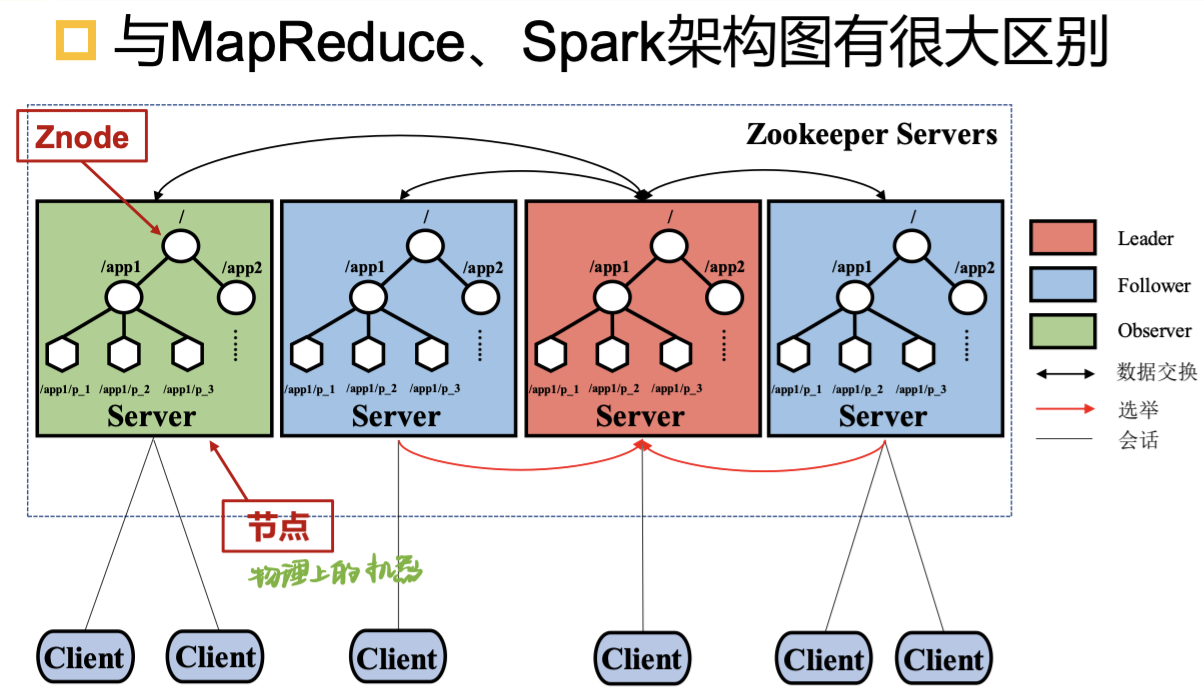 与MapReduce、Spark架构图有很大区别
Znode
Zookeeper Servers
/
/app1
/app2
/app1/p_1
/app1/p_2
/app1/p_3
Server
/
/app1
/app2
/app1/p_1
/app1/p_2
/app1/p_3
Server
/
/app1
/app2
/app1/p_1
/app1/p_2
/app1/p_3
Server
/
/app1
/app2
/app1/p_1
/app1/p_2
/app1/p_3
Server
Leader
Follower
Observer
数据交换
选举
会话
节点
物理上的机器
Client
Client
Client
Client
Client
Client